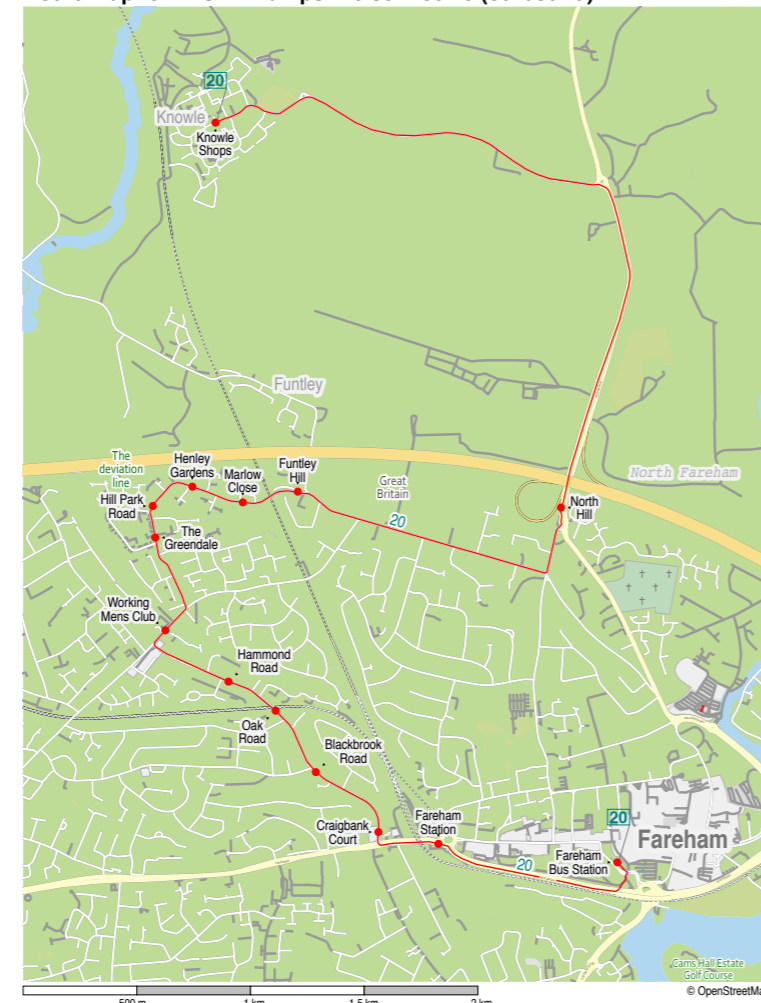 20
Knowle
Knowle
Shops
Funtley
The
deviation
line
Henley
Gardens
Marlow
Close
Funtley
Hill
Hill Park
Road
The
Greendale
Great
Britain
20
North
Hill
North Fareham
Working
Mens Club
Hammond
Road
Oak
Road
Blackbrook
Road
Craigbank
Court
Fareham
Station
20
Fareham
20
Fareham
Bus Station
Cams Hall Estate
Golf Course
500 m
1 km
1.5 km
2 km
© OpenStreetMa